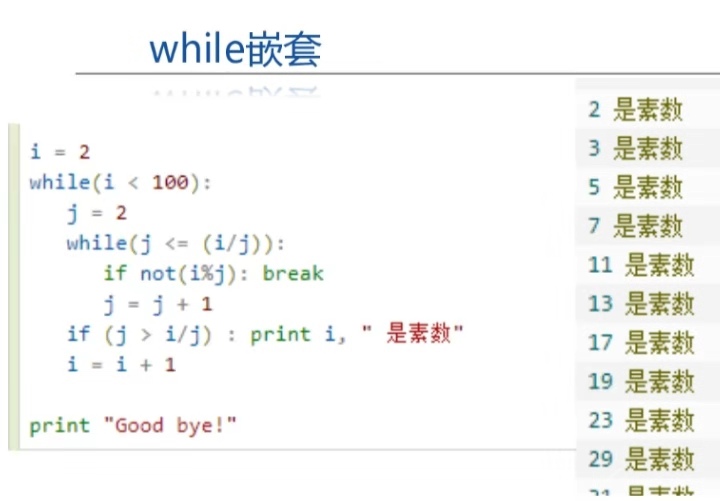 while嵌套
i = 2
while(i < 100):
   j = 2
   while(j <= (i/j)):
      if not(i%j): break
      j = j + 1
   if (j > i/j) : print i, " 是素数"
   i = i + 1
print "Good bye!"
2 是素数
3 是素数
5 是素数
7 是素数
11 是素数
13 是素数
17 是素数
19 是素数
23 是素数
29 是素数